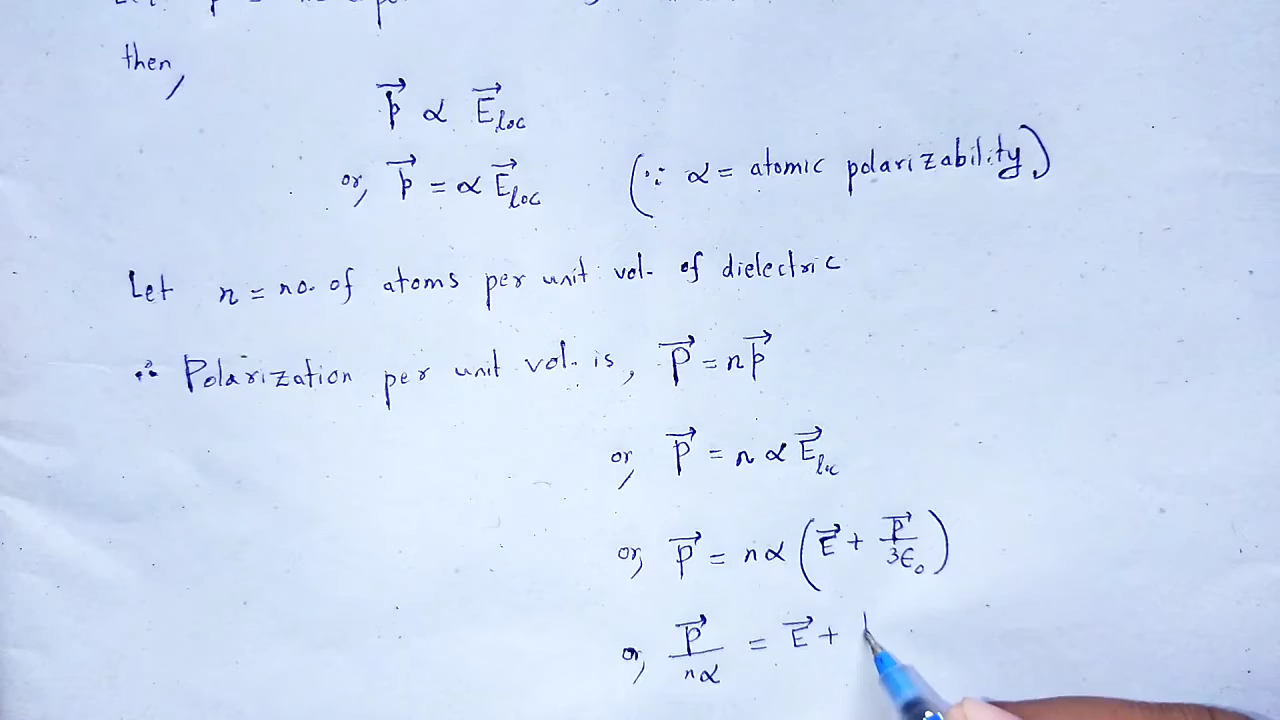 then,
p⃗ ∝ E⃗loc
or, p⃗ = α E⃗loc (∵ α = atomic polarizability)
Let n = no. of atoms per unit vol. of dielectric
∴ Polarization per unit vol. is, P⃗ = n p⃗
or, P⃗ = n α E⃗loc
or, P⃗ = n α (E⃗ + P⃗/3ϵ₀)
or, P⃗/nα = E⃗ +